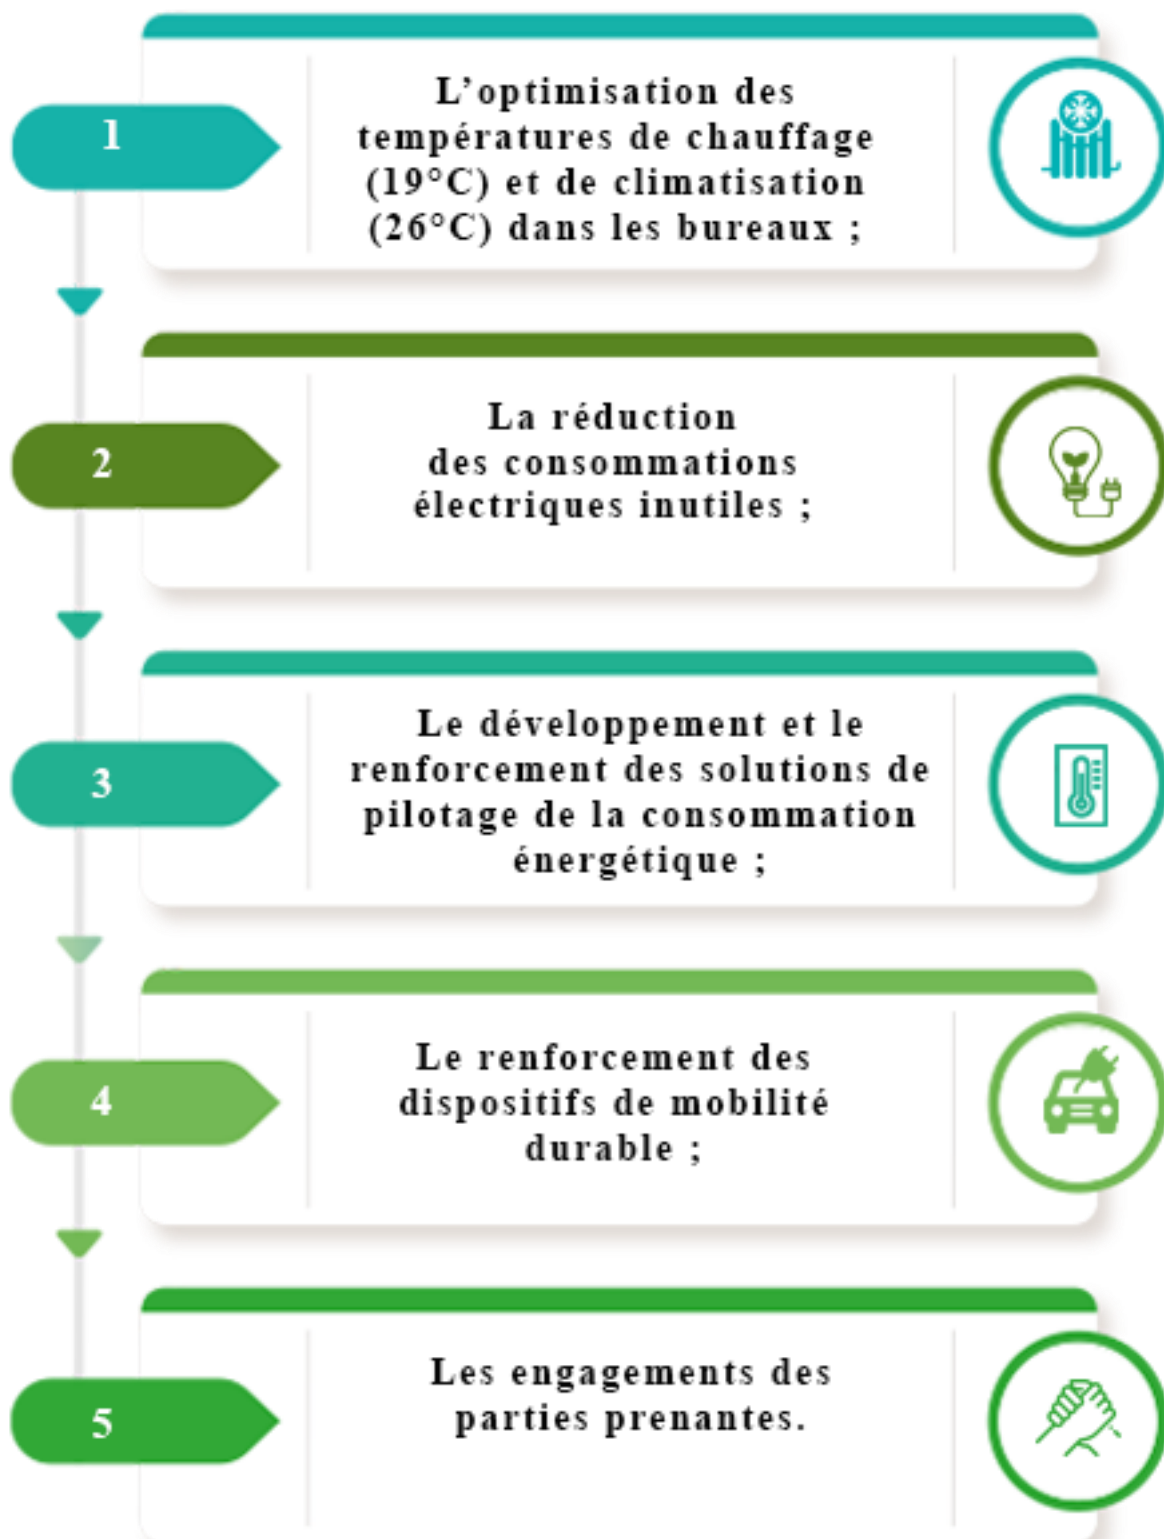 1
L’optimisation des
températures de chauffage
(19°C) et de climatisation
(26°C) dans les bureaux ;
2
La réduction
des consommations
électriques inutiles ;
3
Le développement et le
renforcement des solutions de
pilotage de la consommation
énergétique ;
4
Le renforcement des
dispositifs de mobilité
durable ;
5
Les engagements des
parties prenantes.